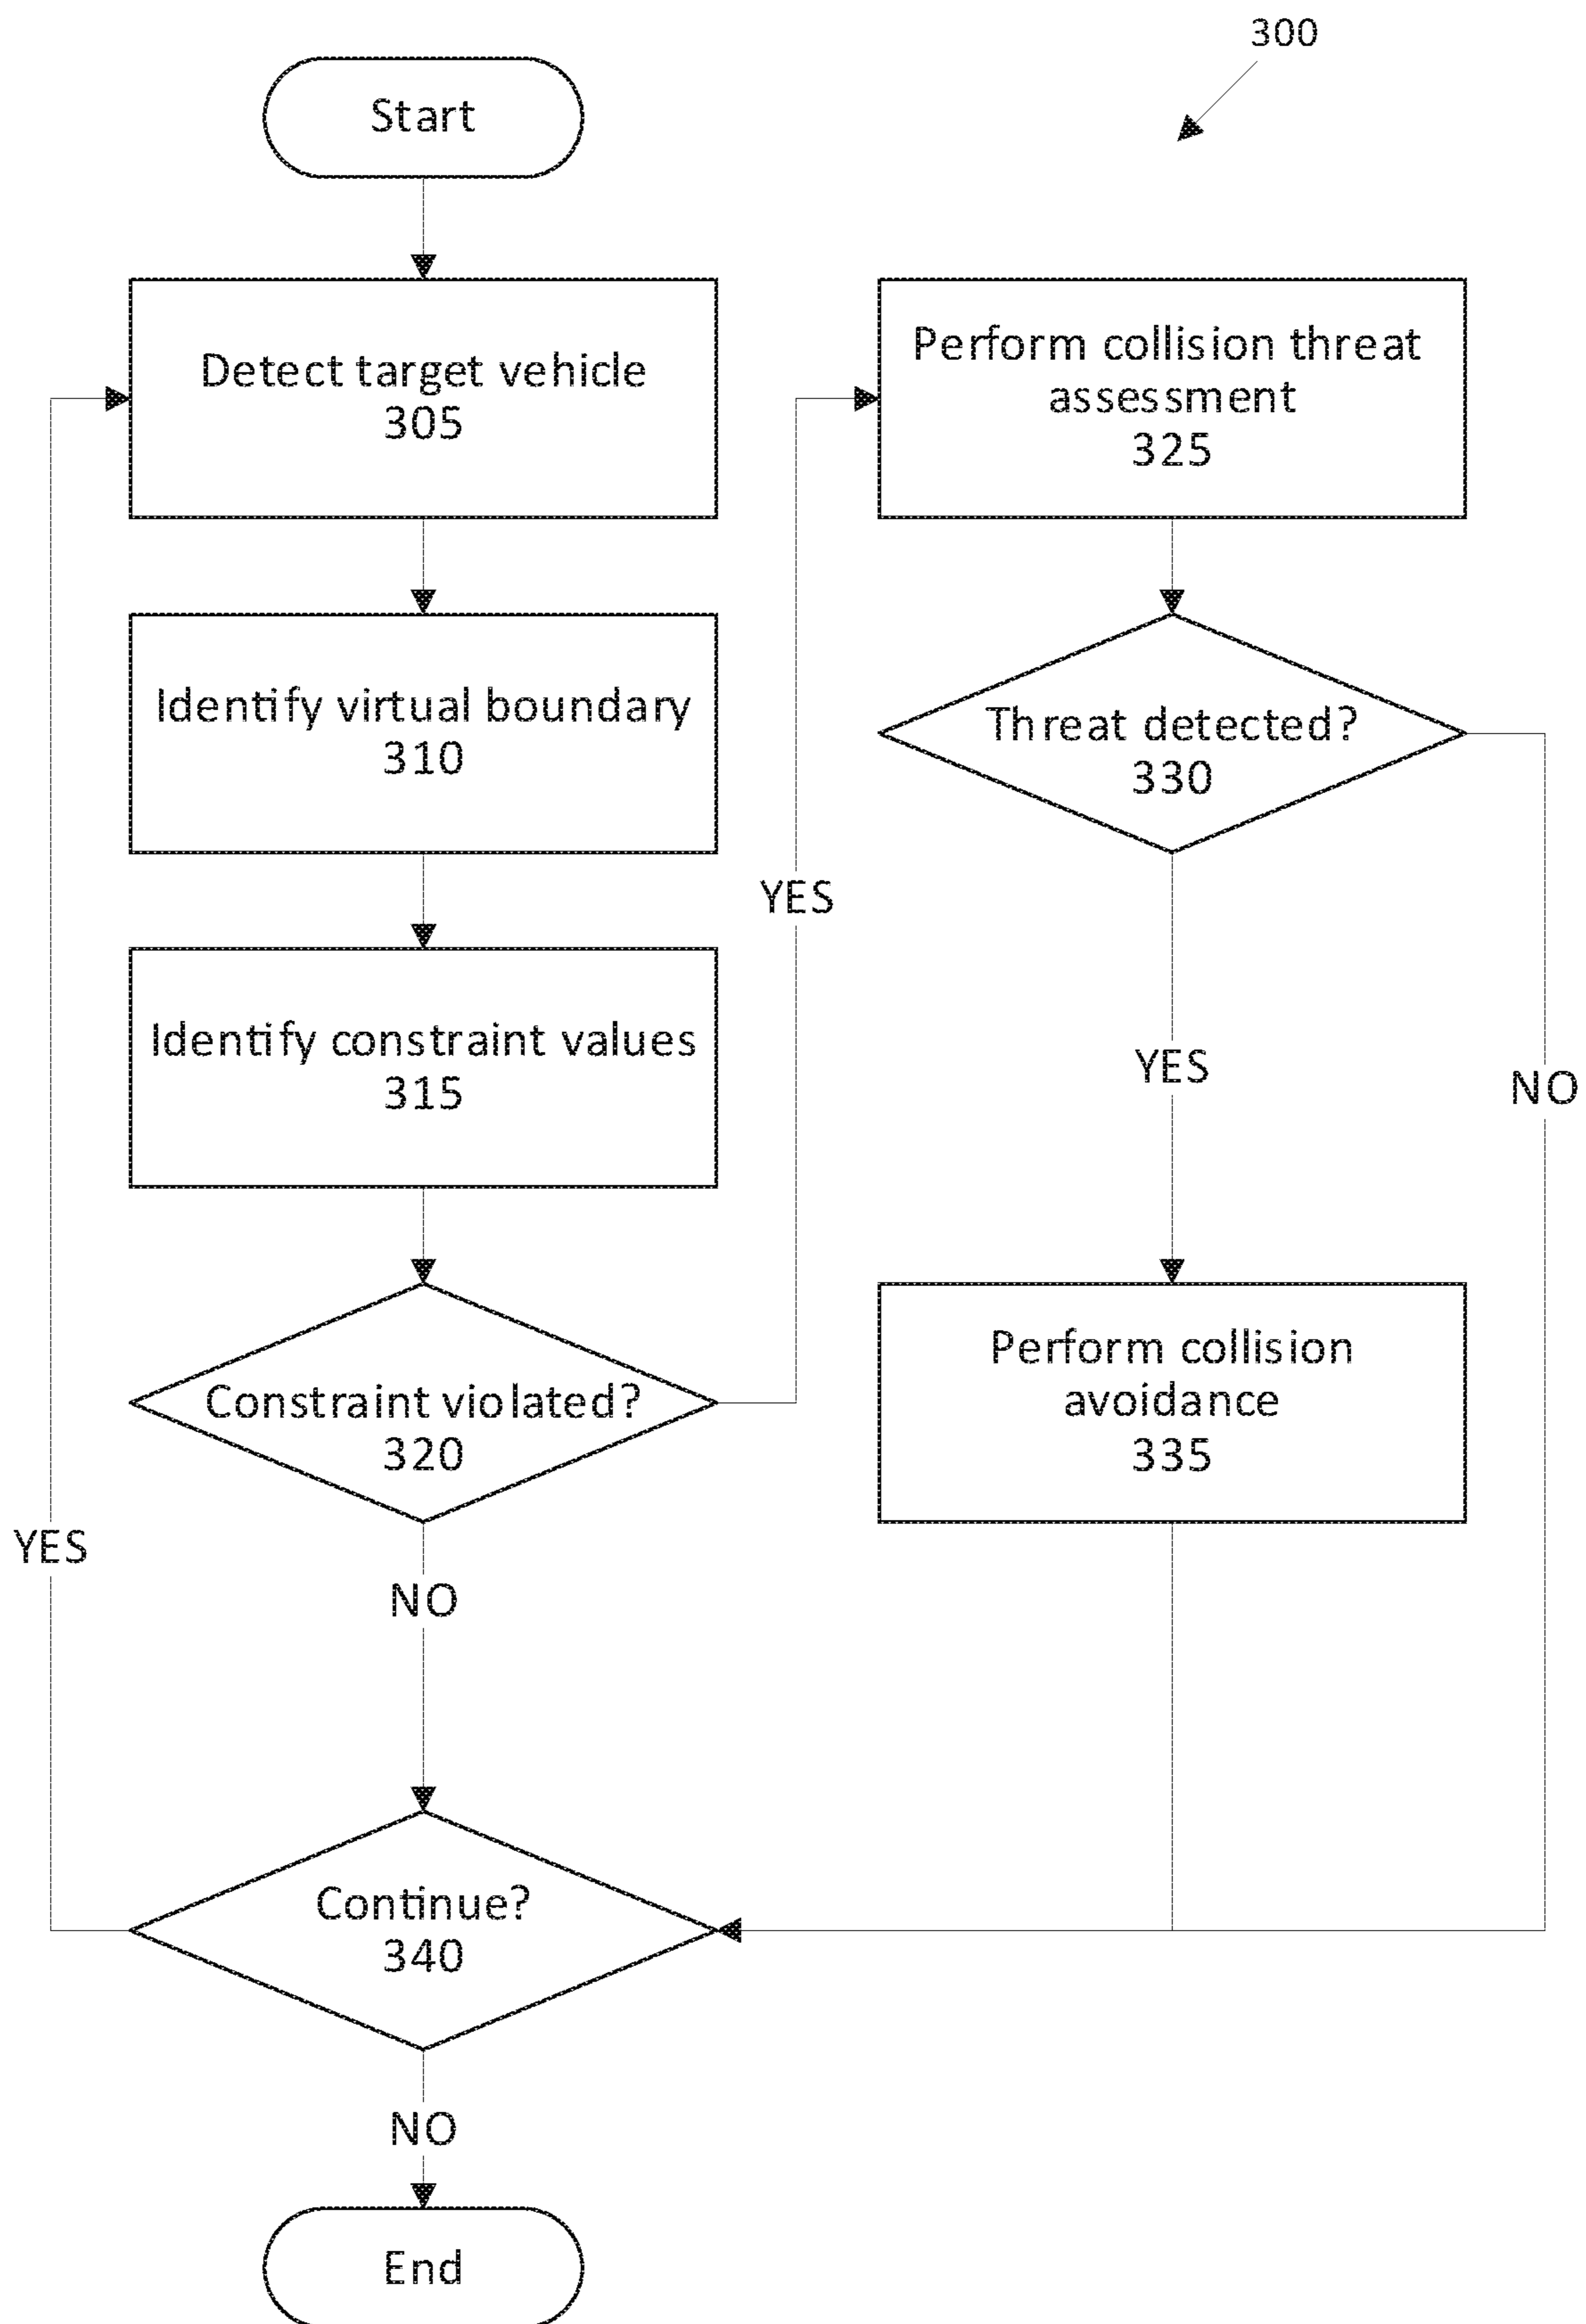 300
Start
Detect target vehicle
305
Identify virtual boundary
310
Identify constraint values
315
Constraint violated?
320
YES
NO
Perform collision threat
assessment
325
Threat detected?
330
YES
NO
Perform collision
avoidance
335
Continue?
340
YES
NO
End